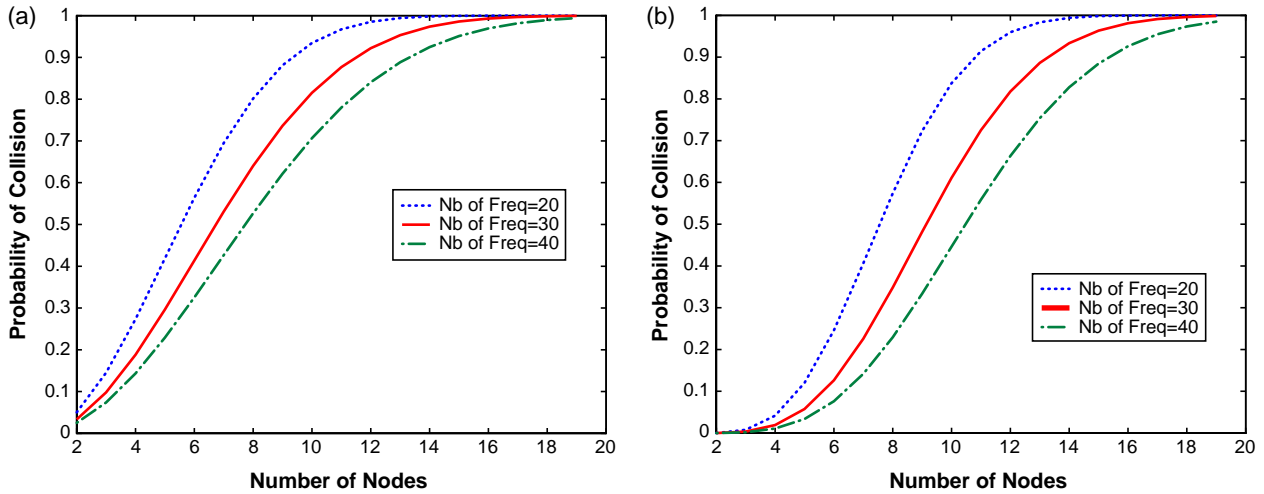 (a)
Probability of Collision
1
0.9
0.8
0.7
0.6
0.5
0.4
0.3
0.2
0.1
0
2 4 6 8 10 12 14 16 18 20
Number of Nodes
Nb of Freq=20
Nb of Freq=30
Nb of Freq=40
(b)
Probability of Collision
1
0.9
0.8
0.7
0.6
0.5
0.4
0.3
0.2
0.1
0
2 4 6 8 10 12 14 16 18 20
Number of Nodes
Nb of Freq=20
Nb of Freq=30
Nb of Freq=40